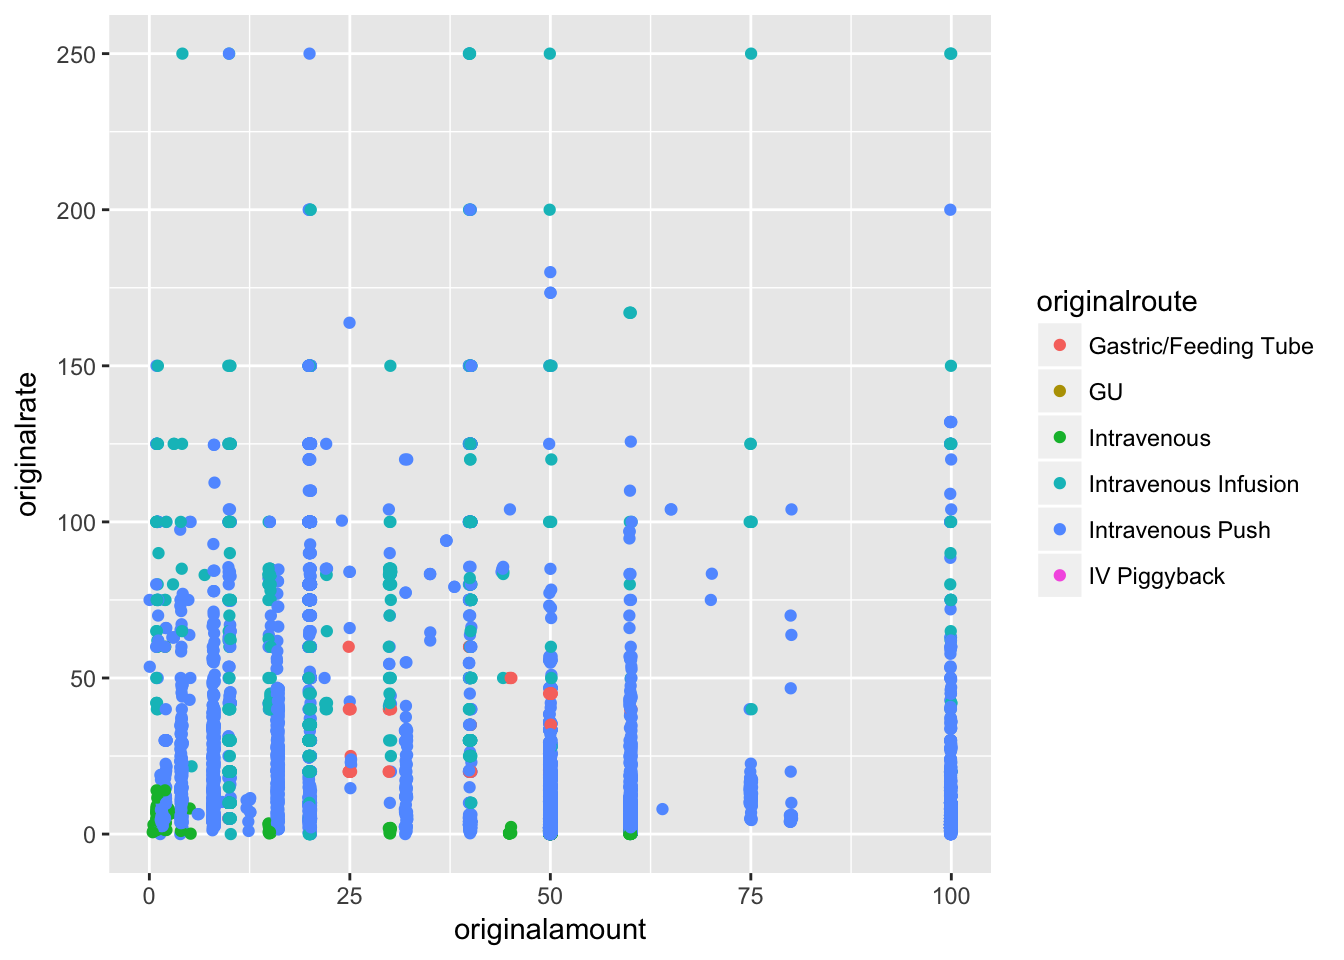 250
200
150
100
50
0
originalrate
0 25 50 75 100
originalamount
originalroute
Gastric/Feeding Tube
GU
Intravenous
Intravenous Infusion
Intravenous Push
IV Piggyback